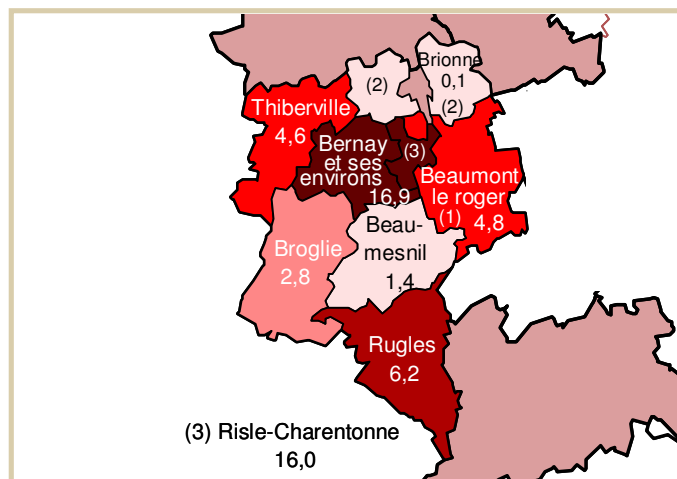 Brionne
0,1
(2)
(2)
Thiberville
4,6
Bernay
et ses
environs
16,9
(3)
Beaumont
le roger
(1)
4,8
Beau-
mesnil
1,4
Broglie
2,8
Rugles
6,2
(3) Risle-Charentonne
16,0